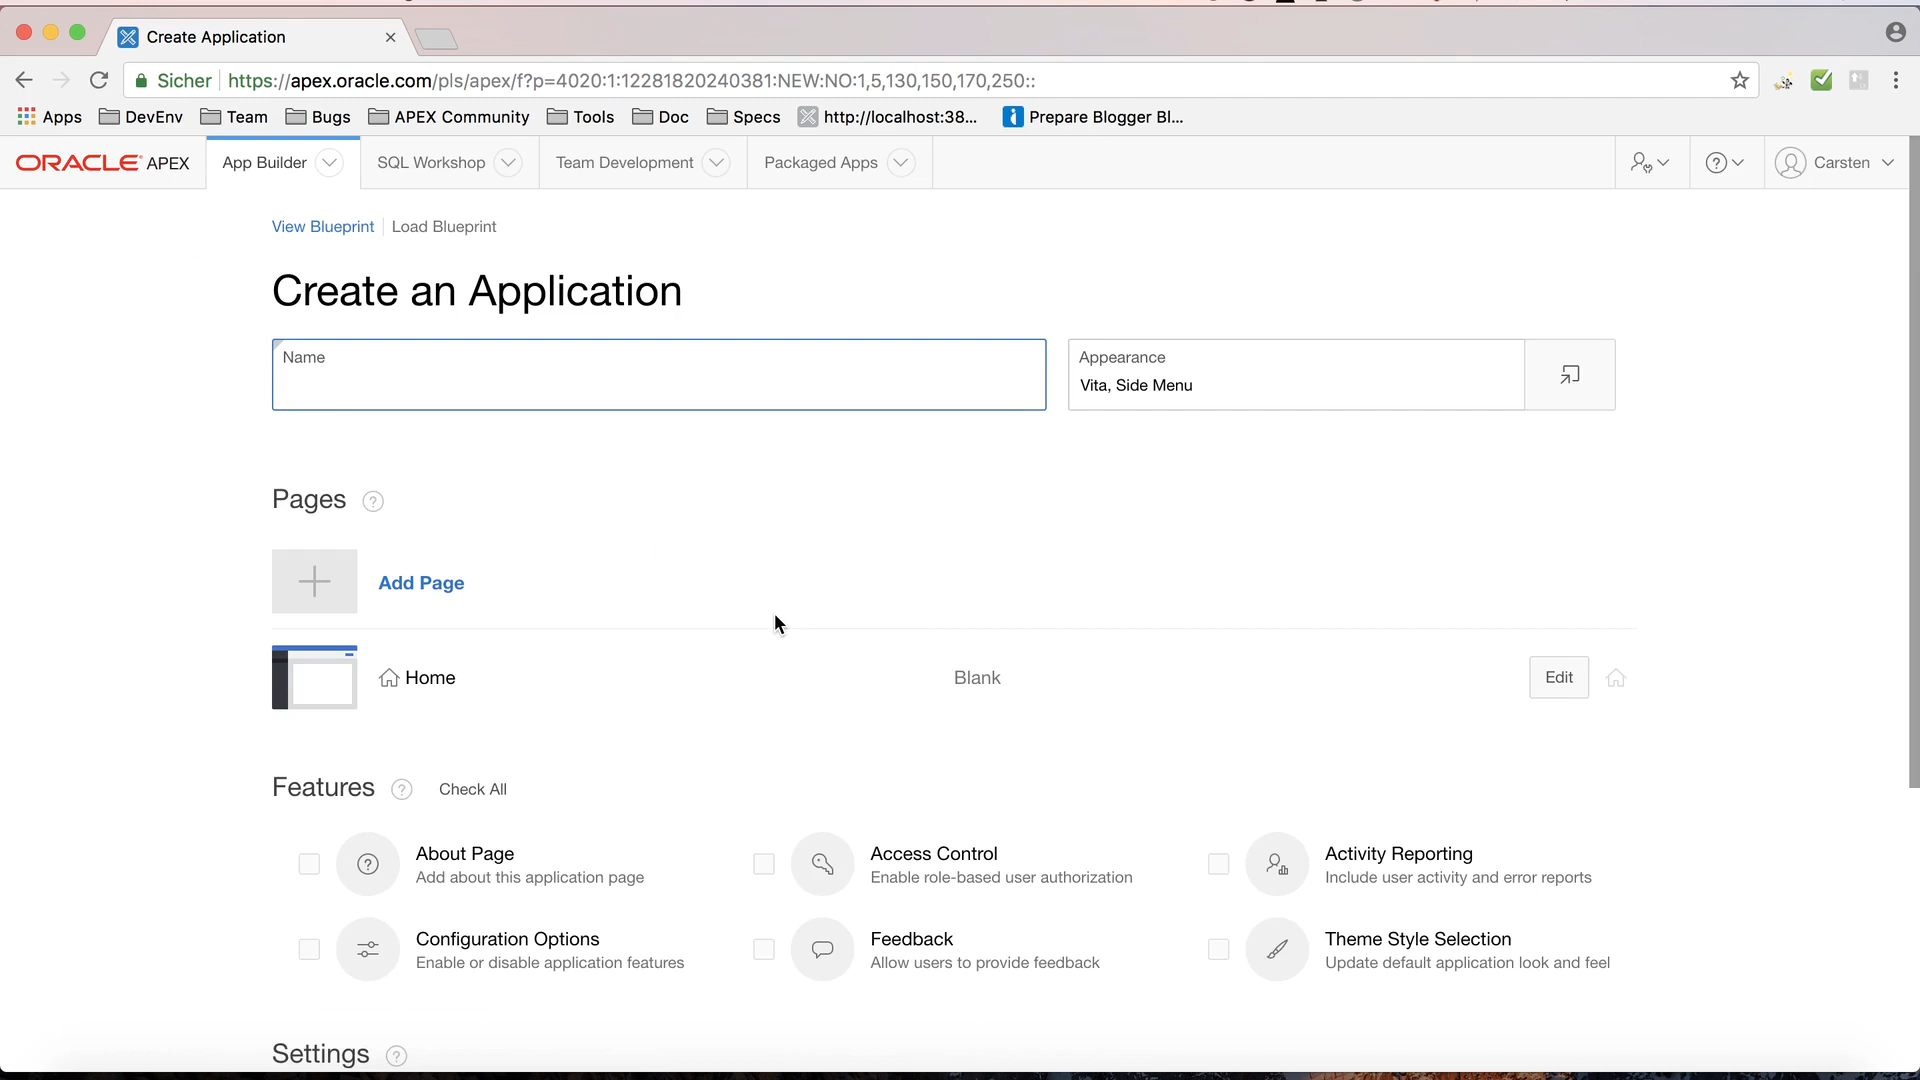 Create Application
Sicher https://apex.oracle.com/pls/apex/f?p=4020:1:12281820240381:NEW:NO:1,5,130,150,170,250::
Apps DevEnv Team Bugs APEX Community Tools Doc Specs http://localhost:38... Prepare Blogger Bl...
ORACLE APEX App Builder SQL Workshop Team Development Packaged Apps Carsten
View Blueprint Load Blueprint
Create an Application
Name
Appearance
Vita, Side Menu
Pages
Add Page
Home Blank Edit
Features Check All
About Page
Add about this application page
Access Control
Enable role-based user authorization
Activity Reporting
Include user activity and error reports
Configuration Options
Enable or disable application features
Feedback
Allow users to provide feedback
Theme Style Selection
Update default application look and feel
Settings